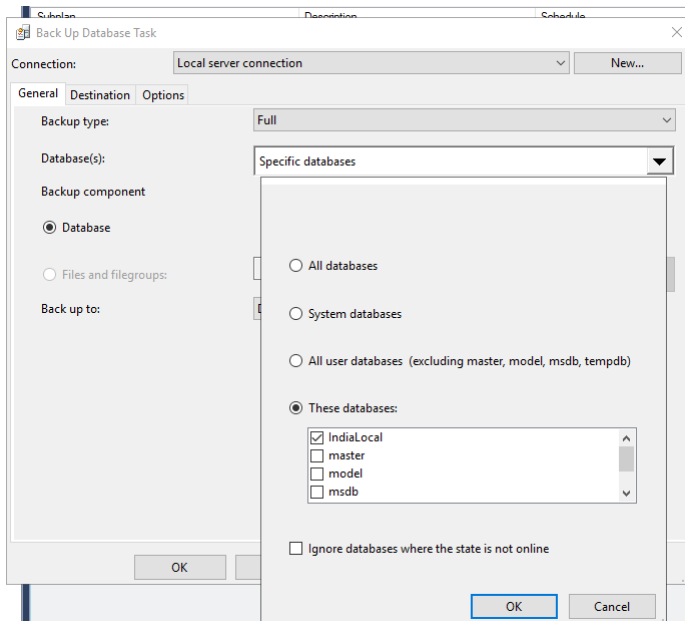 Subplan Description Schedule
Back Up Database Task
Connection: Local server connection New...
General Destination Options
Backup type: Full
Database(s): Specific databases
Backup component
Database
All databases
Files and filegroups:
Back up to:
System databases
All user databases (excluding master, model, msdb, tempdb)
These databases:
IndiaLocal
master
model
msdb
Ignore databases where the state is not online
OK
OK Cancel